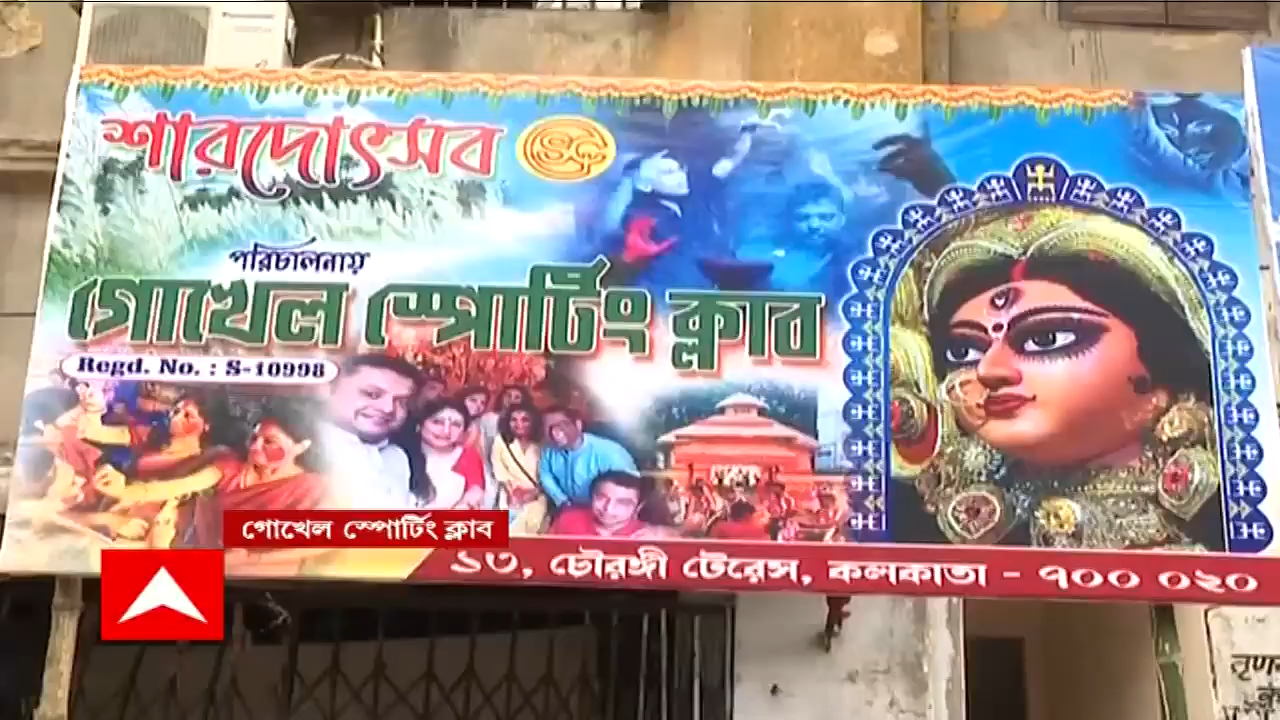 শারদোৎসব
পরিচালনায়
গোখেল স্পোর্টিং ক্লাব
Regd. No. : S-10998
গোখেল স্পোর্টিং ক্লাব
১৩, চৌরঙ্গী টেরেস, কলকাতা - ৭০০ ০২০